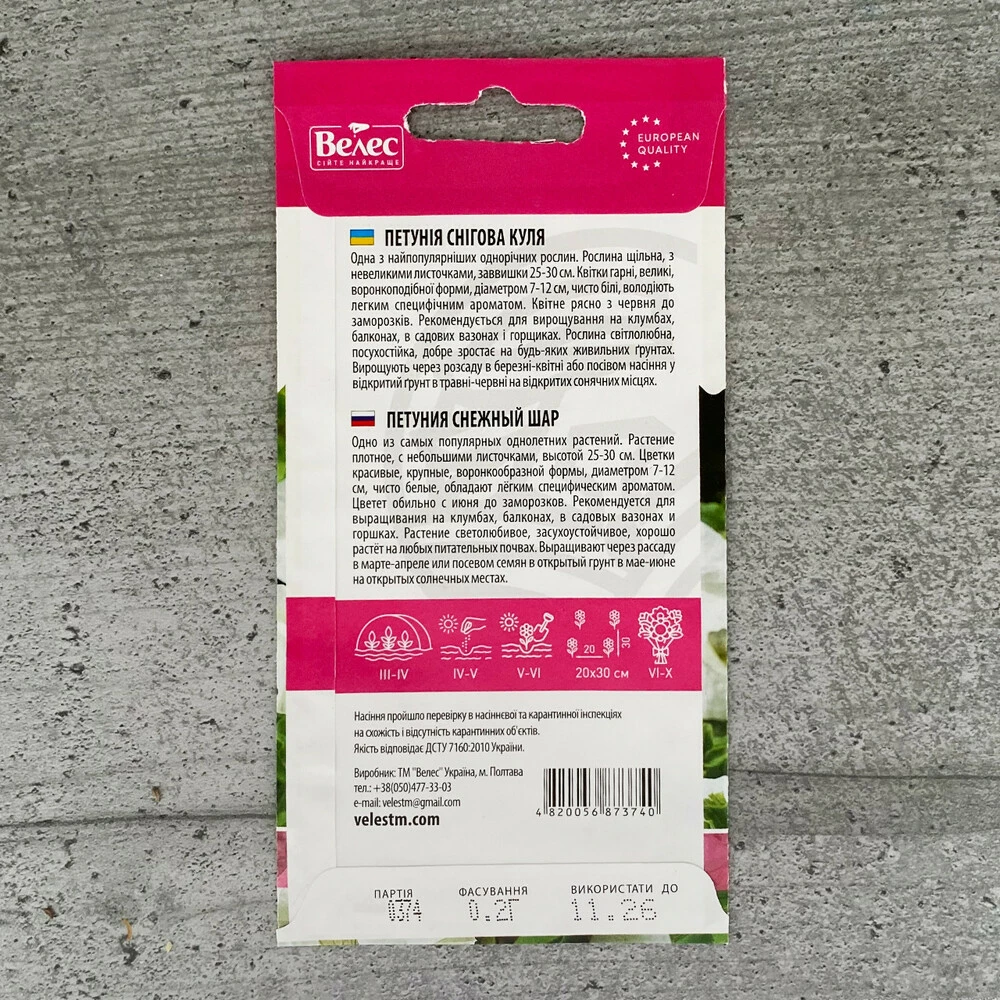 Велес
СІЙТЕ НАЙКРАЩЕ
EUROPEAN
QUALITY
ПЕТУНІЯ СНІГОВА КУЛЯ
Одна з найпопулярніших однорічних рослин. Рослина щільна, з
невеликими листочками, заввишки 25-30 см. Квітки гарні, великі,
воронкоподібної форми, діаметром 7-12 см, чисто білі, володіють
легким специфічним ароматом. Квітне рясно з червня до
заморозків. Рекомендується для вирощування на клумбах,
балконах, в садових вазонах і горщиках. Рослина світлолюбна,
посухостійка, добре зростає на будь-яких живильних ґрунтах.
Вирощують через розсаду в березні-квітні або посівом насіння у
відкритий ґрунт в травні-червні на відкритих сонячних місцях.
ПЕТУНИЯ СНЕЖНЫЙ ШАР
Одно из самых популярных однолетних растений. Растение
плотное, с небольшими листочками, высотой 25-30 см. Цветки
красивые, крупные, воронкообразной формы, диаметром 7-12
см, чисто белые, обладают лёгким специфическим ароматом.
Цветет обильно с июня до заморозков. Рекомендуется для
выращивания на клумбах, балконах, в садовых вазонах и
горшках. Растение светолюбивое, засухоустойчивое, хорошо
растёт на любых питательных почвах. Выращивают через рассаду
в марте-апреле или посевом семян в открытый грунт в мае-июне
на открытых солнечных местах.
20
30
III-IV IV-V V-VI 20x30 см VI-X
Насіння пройшло перевірку в насіннєвої та карантинної інспекціях
на схожість і відсутність карантинних об'єктів.
Якість відповідає ДСТУ 7160:2010 України.
Виробник: ТМ "Велес" Україна, м. Полтава
тел.: +38(050)477-33-03
e-mail: velestm@gmail.com
velestm.com
4 820056 873740
ПАРТІЯ ФАСУВАННЯ ВИКОРИСТАТИ ДО
0374 0.2Г 11.26